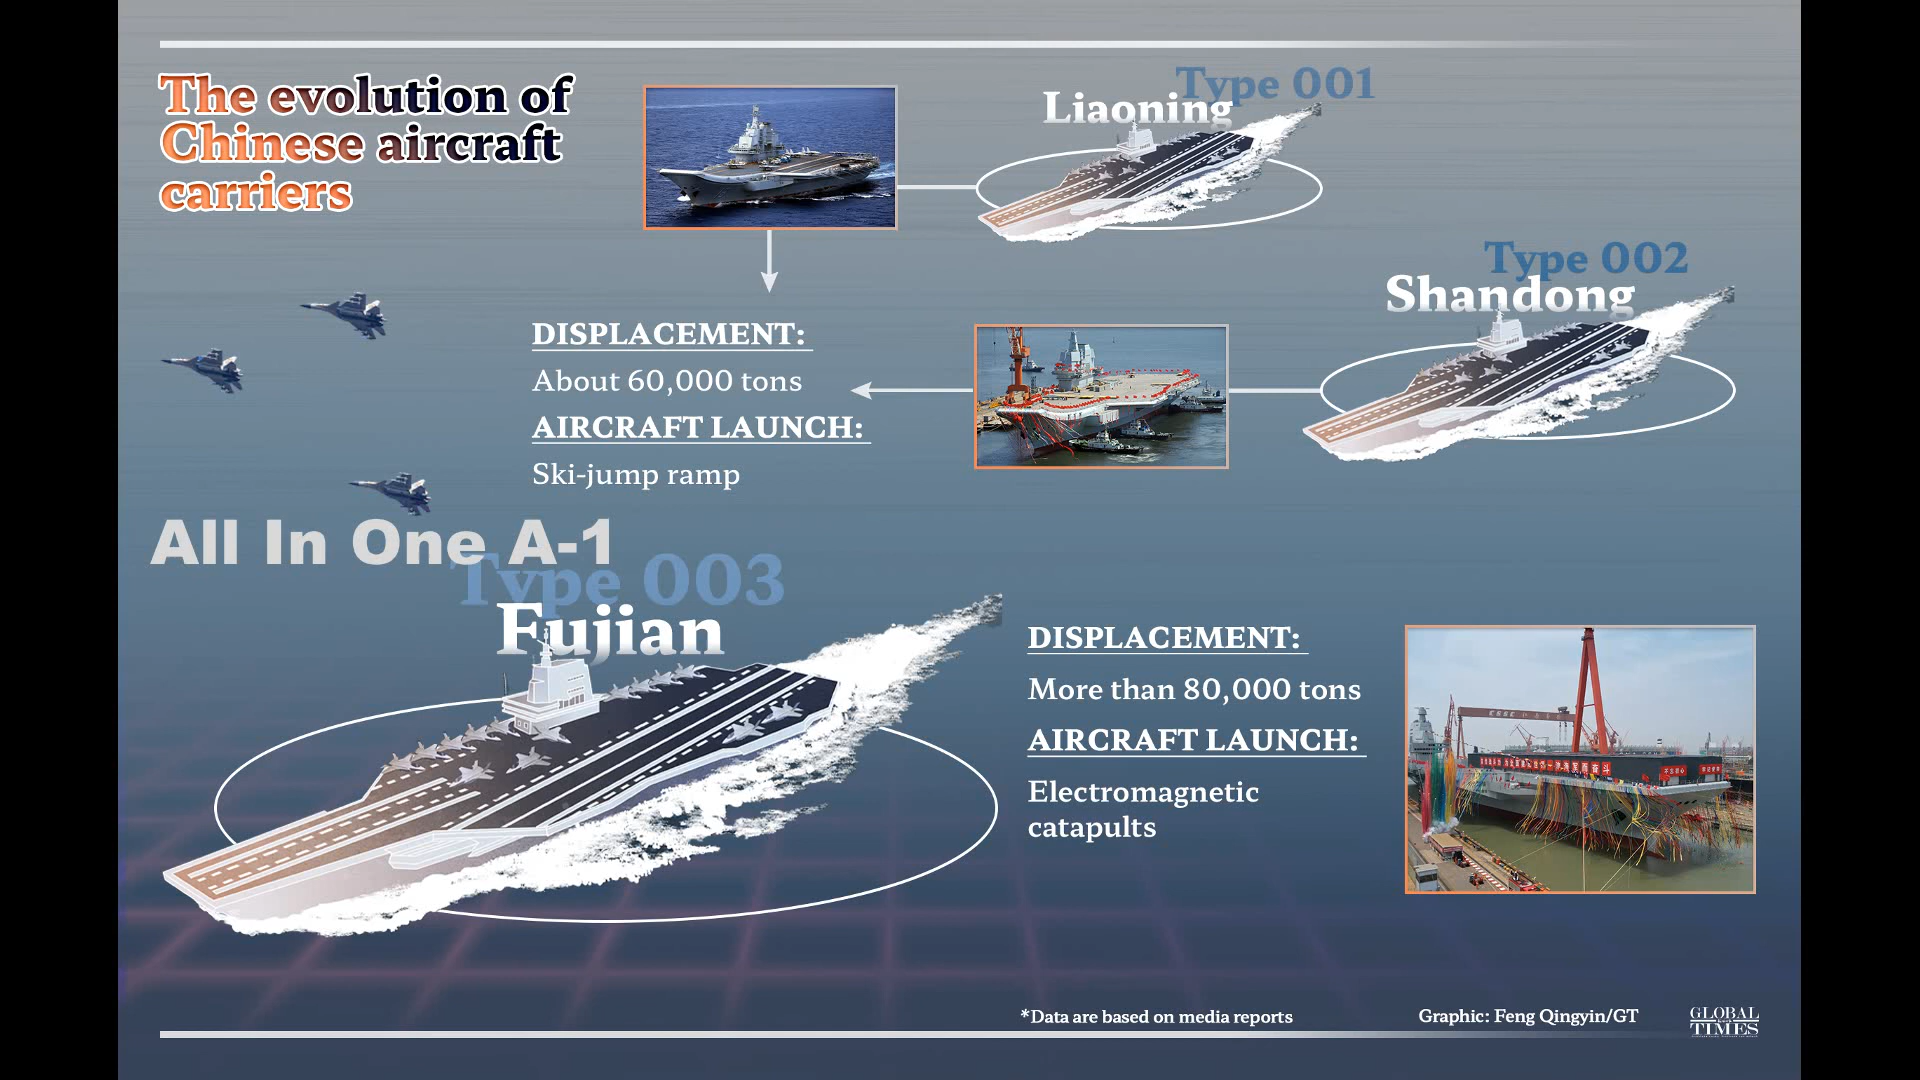 The evolution of
Chinese aircraft
carriers
Type 001
Liaoning
Type 002
Shandong
DISPLACEMENT:
About 60,000 tons
AIRCRAFT LAUNCH:
Ski-jump ramp
All In One A-1
Type 003
Fujian
DISPLACEMENT:
More than 80,000 tons
AIRCRAFT LAUNCH:
Electromagnetic
catapults
*Data are based on media reports
Graphic: Feng Qingyin/GT
GLOBAL
TIMES